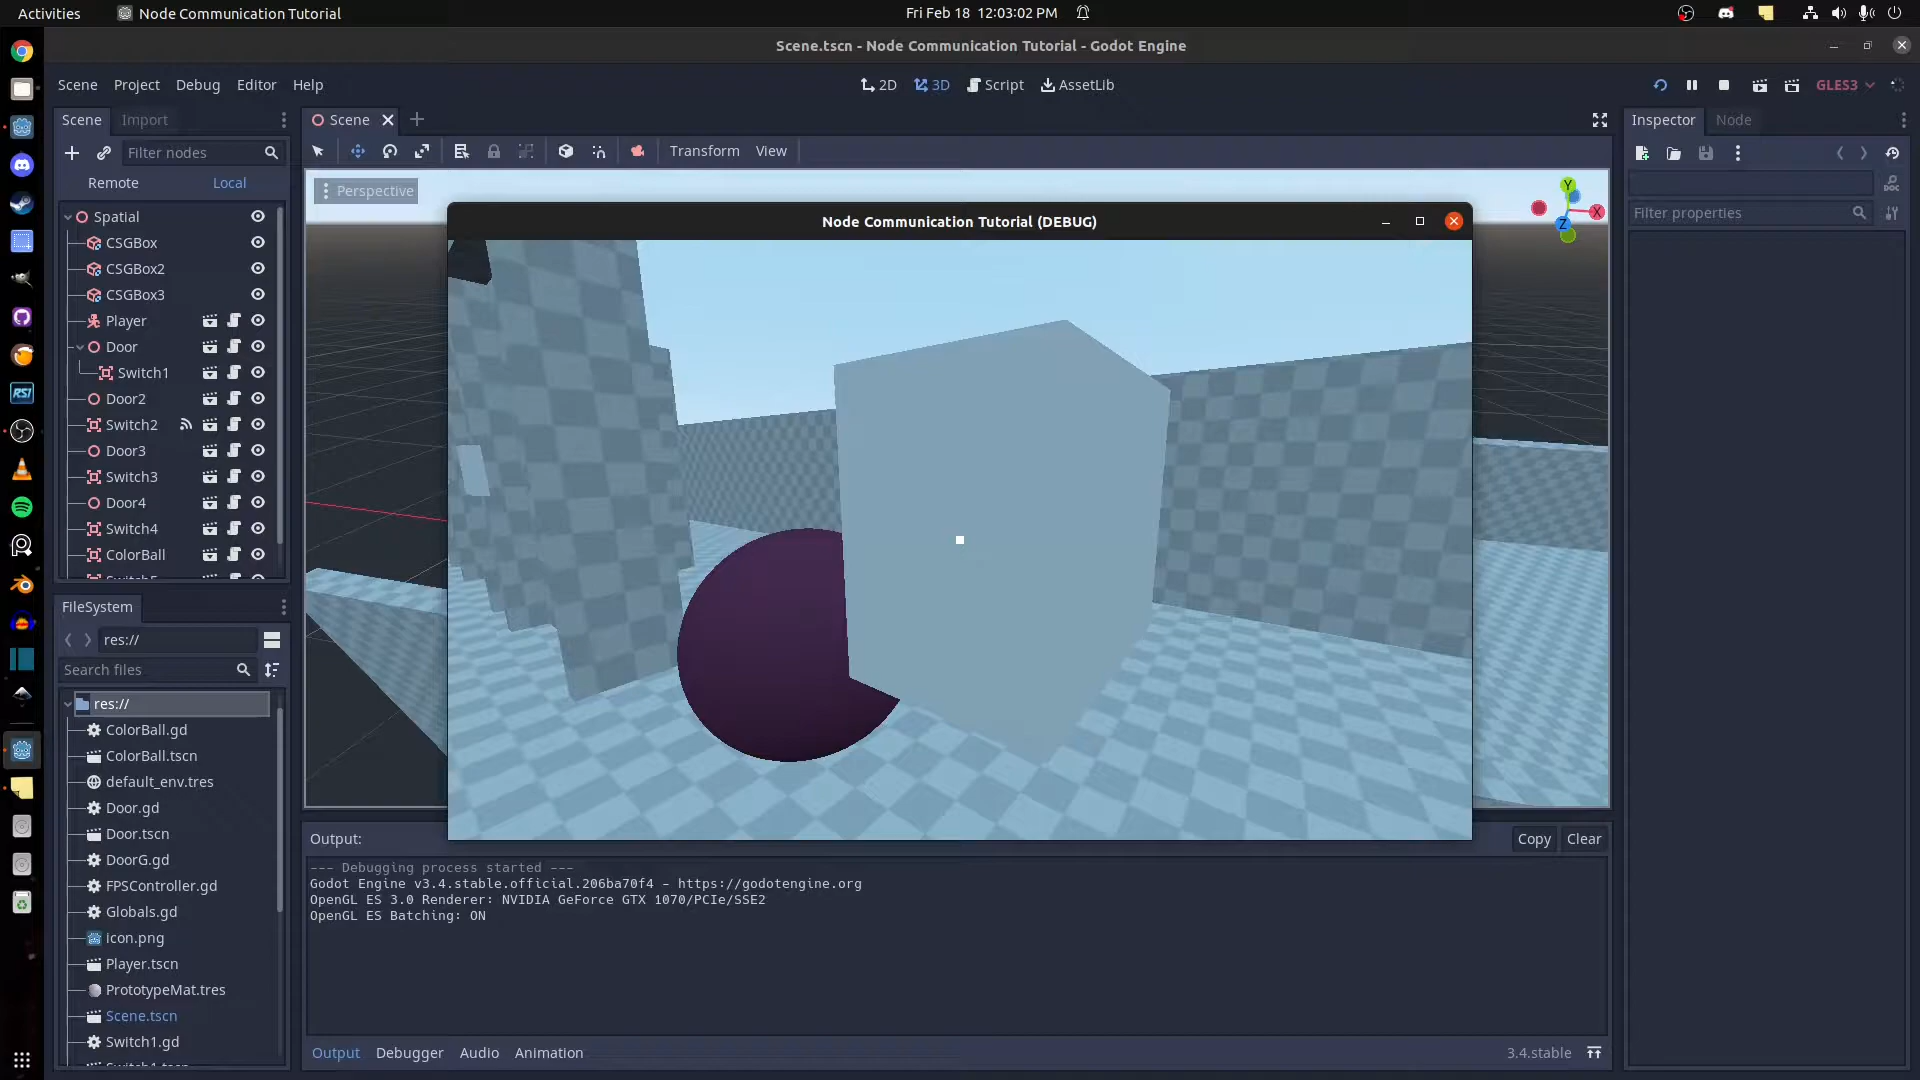 Activities
Node Communication Tutorial
Fri Feb 18 12:03:02 PM
Scene.tscn - Node Communication Tutorial - Godot Engine
Scene Project Debug Editor Help
2D 3D Script AssetLib
GLES3
Scene Import
Scene
Inspector Node
Filter nodes
Transform View
Remote Local
Perspective
Filter properties
Spatial
CSGBox
CSGBox2
CSGBox3
Player
Door
Switch1
Door2
Switch2
Door3
Switch3
Door4
Switch4
ColorBall
Switch5
Node Communication Tutorial (DEBUG)
Y
X
Z
DOC
RSI
FileSystem
res://
Search files
res://
ColorBall.gd
ColorBall.tscn
default_env.tres
Door.gd
Door.tscn
DoorG.gd
FPSController.gd
Globals.gd
icon.png
Player.tscn
PrototypeMat.tres
Scene.tscn
Switch1.gd
Switch1.tscn
Output:
Copy Clear
--- Debugging process started ---
Godot Engine v3.4.stable.official.206ba70f4 - https://godotengine.org
OpenGL ES 3.0 Renderer: NVIDIA GeForce GTX 1070/PCIe/SSE2
OpenGL ES Batching: ON
Output Debugger Audio Animation
3.4.stable